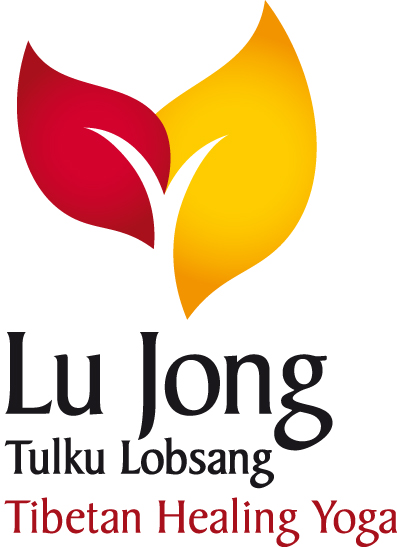 Lu Jong
Tulku Lobsang
Tibetan Healing Yoga